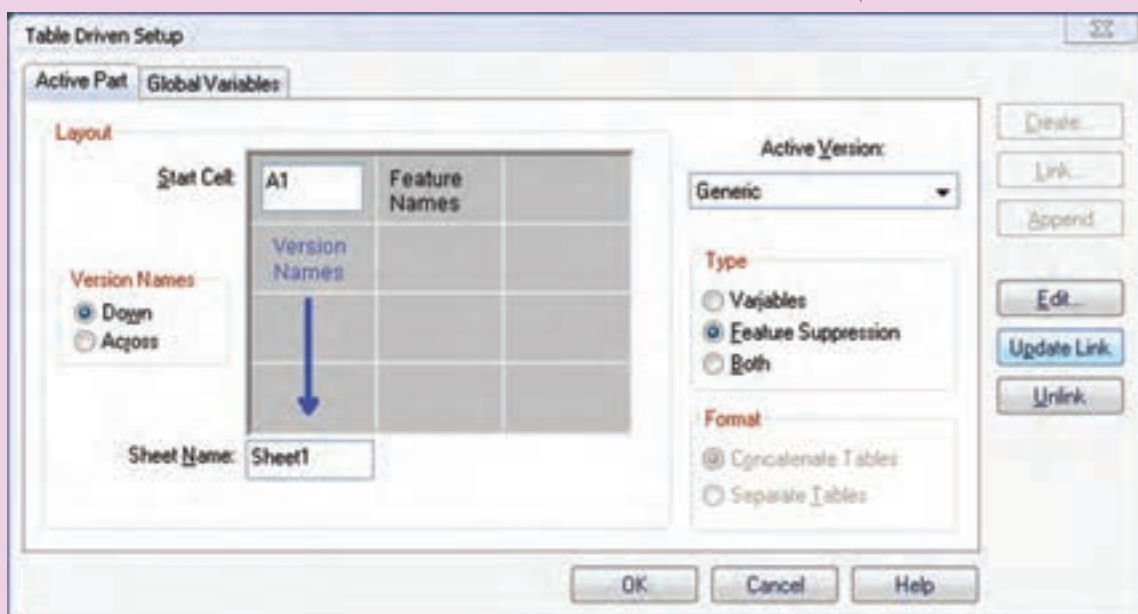 Table Driven Setup
Active Part
Global Variables
Layout
Start Cell:
A1
Feature
Names
Version
Names
Version Names
Down
Across
Sheet Name:
Sheet1
Active Version:
Generic
Type
Variables
Feature Suppression
Both
Format
Concatenate Tables
Separate Tables
Create...
Link...
Append
Edit...
Update Link
Unlink
OK
Cancel
Help